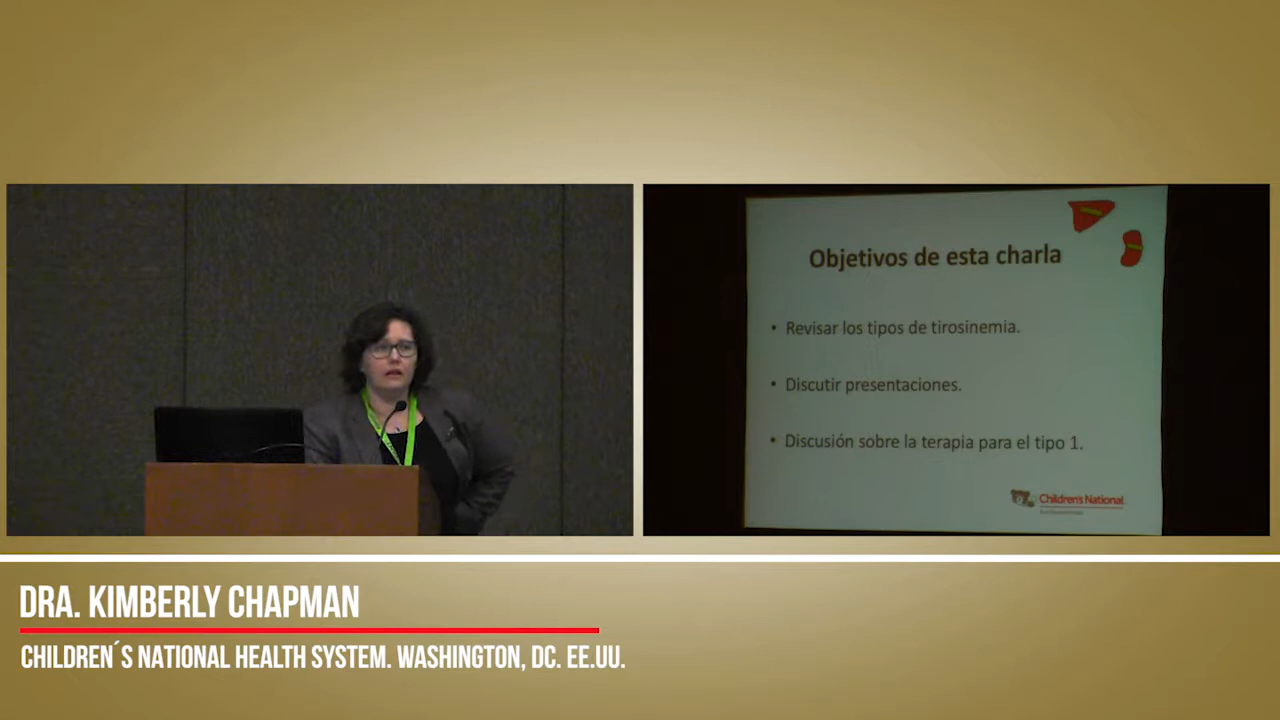 Objetivos de esta charla
• Revisar los tipos de tirosinemia.
• Discutir presentaciones.
• Discusión sobre la terapia para el tipo 1.
Children's National
DRA. KIMBERLY CHAPMAN
CHILDREN´S NATIONAL HEALTH SYSTEM. WASHINGTON, DC. EE.UU.